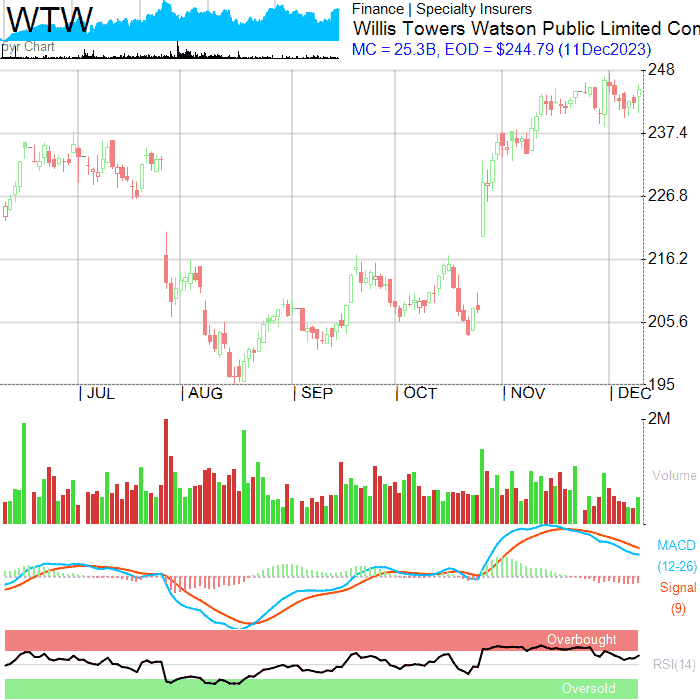 WTW
5yr Chart
Finance | Specialty Insurers
Willis Towers Watson Public Limited Con
MC = 25.3B, EOD = $244.79 (11Dec2023)
248
237.4
226.8
216.2
205.6
195
JUL
AUG
SEP
OCT
NOV
DEC
2M
Volume
MACD
(12-26)
Signal
(9)
Overbought
RSI(14)
Oversold